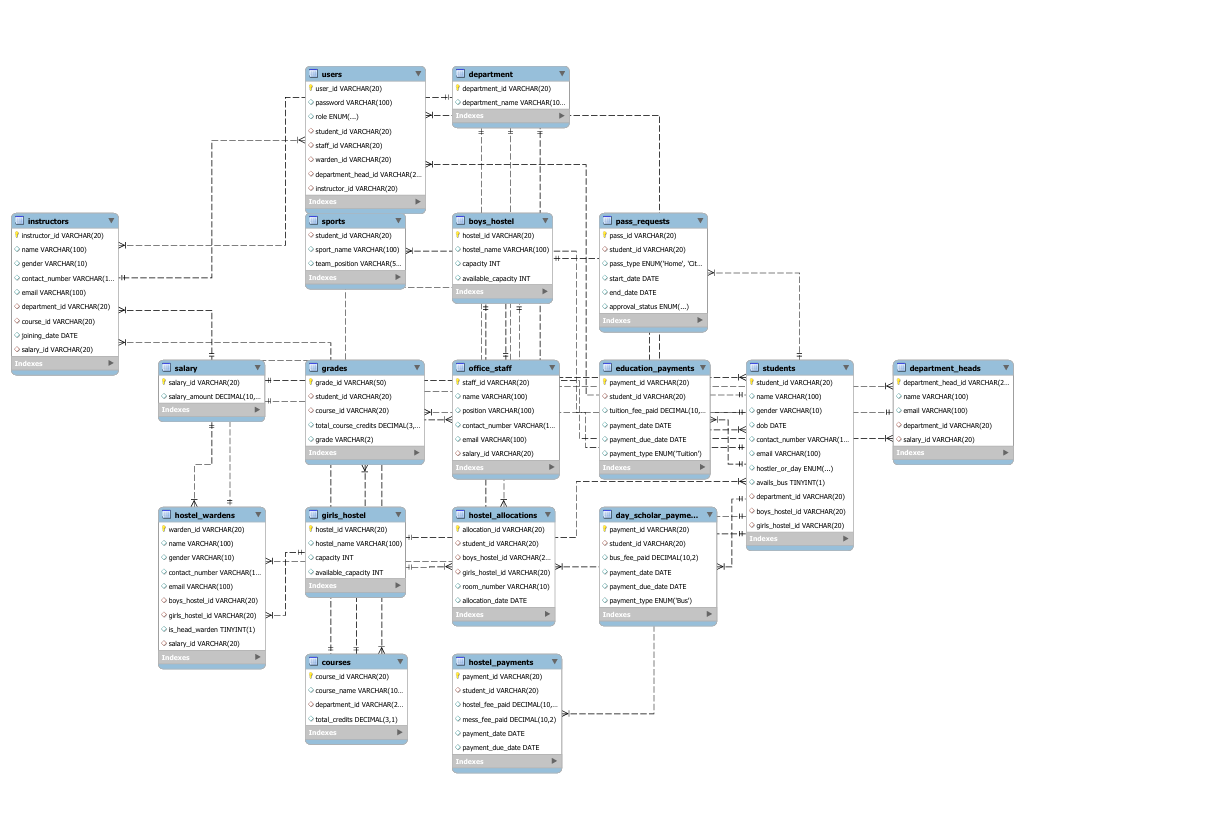 users
user_id VARCHAR(20)
password VARCHAR(100)
role ENUM(...)
student_id VARCHAR(20)
staff_id VARCHAR(20)
warden_id VARCHAR(20)
department_head_id VARCHAR(2...
instructor_id VARCHAR(20)
Indexes
department
department_id VARCHAR(20)
department_name VARCHAR(10...
Indexes
instructors
instructor_id VARCHAR(20)
name VARCHAR(100)
gender VARCHAR(10)
contact_number VARCHAR(1...
email VARCHAR(100)
department_id VARCHAR(20)
course_id VARCHAR(20)
joining_date DATE
salary_id VARCHAR(20)
Indexes
sports
student_id VARCHAR(20)
sport_name VARCHAR(100)
team_position VARCHAR(5...
Indexes
boys_hostel
hostel_id VARCHAR(20)
hostel_name VARCHAR(100)
capacity INT
available_capacity INT
Indexes
pass_requests
pass_id VARCHAR(20)
student_id VARCHAR(20)
pass_type ENUM('Home', 'Cit...
start_date DATE
end_date DATE
approval_status ENUM(...)
Indexes
salary
salary_id VARCHAR(20)
salary_amount DECIMAL(10,...
Indexes
grades
grade_id VARCHAR(50)
student_id VARCHAR(20)
course_id VARCHAR(20)
total_course_credits DECIMAL(3,...
grade VARCHAR(2)
Indexes
office_staff
staff_id VARCHAR(20)
name VARCHAR(100)
position VARCHAR(100)
contact_number VARCHAR(1...
email VARCHAR(100)
salary_id VARCHAR(20)
Indexes
education_payments
payment_id VARCHAR(20)
student_id VARCHAR(20)
tuition_fee_paid DECIMAL(10,...
payment_date DATE
payment_due_date DATE
payment_type ENUM('Tuition')
Indexes
students
student_id VARCHAR(20)
name VARCHAR(100)
gender VARCHAR(10)
dob DATE
contact_number VARCHAR(1...
email VARCHAR(100)
hostler_or_day ENUM(...)
avails_bus TINYINT(1)
department_id VARCHAR(20)
boys_hostel_id VARCHAR(20)
girls_hostel_id VARCHAR(20)
Indexes
department_heads
department_head_id VARCHAR(2...
name VARCHAR(100)
email VARCHAR(100)
department_id VARCHAR(20)
salary_id VARCHAR(20)
Indexes
hostel_wardens
warden_id VARCHAR(20)
name VARCHAR(100)
gender VARCHAR(10)
contact_number VARCHAR(1...
email VARCHAR(100)
boys_hostel_id VARCHAR(20)
girls_hostel_id VARCHAR(20)
is_head_warden TINYINT(1)
salary_id VARCHAR(20)
Indexes
girls_hostel
hostel_id VARCHAR(20)
hostel_name VARCHAR(100)
capacity INT
available_capacity INT
Indexes
hostel_allocations
allocation_id VARCHAR(20)
student_id VARCHAR(20)
boys_hostel_id VARCHAR(2...
girls_hostel_id VARCHAR(20)
room_number VARCHAR(10)
allocation_date DATE
Indexes
day_scholar_payme...
payment_id VARCHAR(20)
student_id VARCHAR(20)
bus_fee_paid DECIMAL(10,2)
payment_date DATE
payment_due_date DATE
payment_type ENUM('Bus')
Indexes
courses
course_id VARCHAR(20)
course_name VARCHAR(10...
department_id VARCHAR(2...
total_credits DECIMAL(3,1)
Indexes
hostel_payments
payment_id VARCHAR(20)
student_id VARCHAR(20)
hostel_fee_paid DECIMAL(10,...
mess_fee_paid DECIMAL(10,2)
payment_date DATE
payment_due_date DATE
Indexes